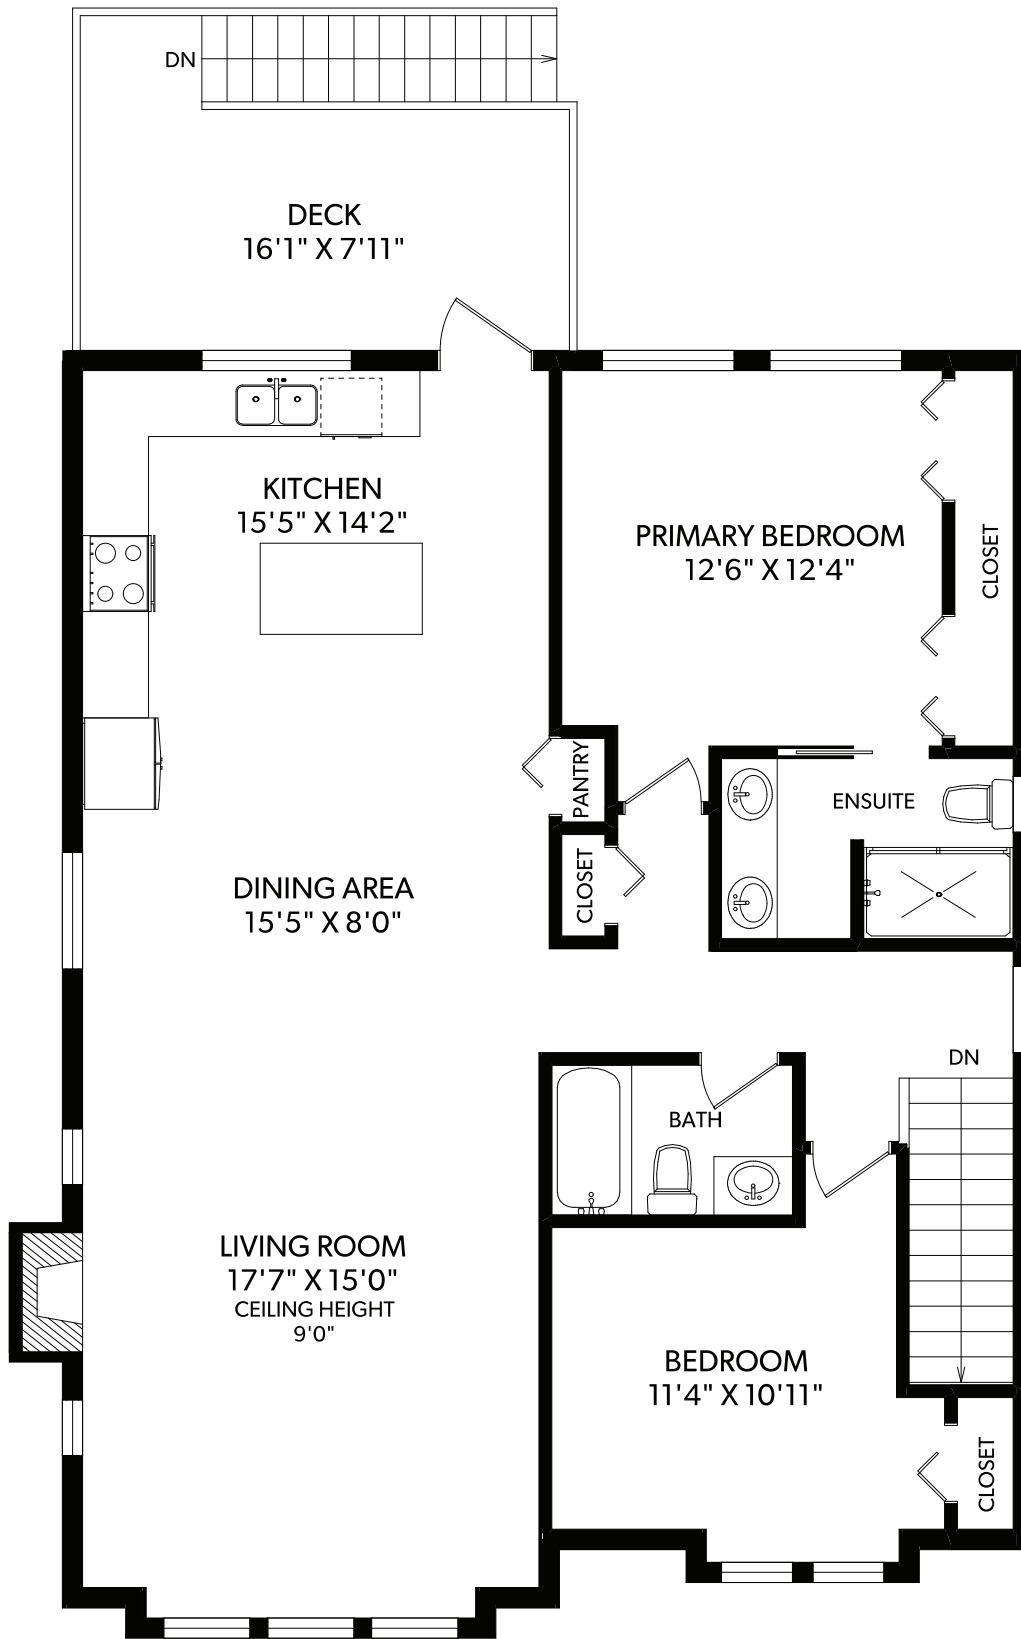 DN
DECK
16'1" X 7'11"
KITCHEN
15'5" X 14'2"
PRIMARY BEDROOM
12'6" X 12'4"
CLOSET
PANTRY
ENSUITE
CLOSET
DINING AREA
15'5" X 8'0"
DN
BATH
LIVING ROOM
17'7" X 15'0"
CEILING HEIGHT
9'0"
BEDROOM
11'4" X 10'11"
CLOSET